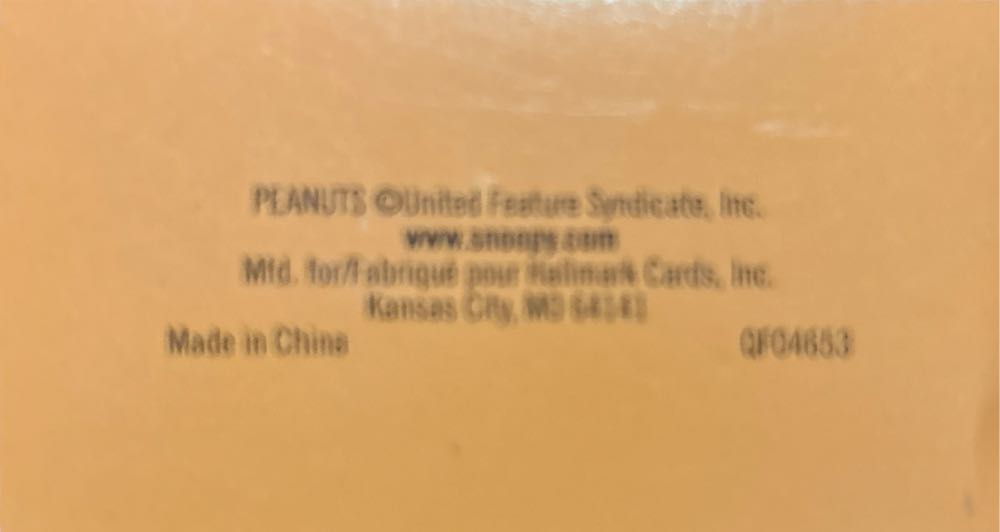 PEANUTS ©United Feature Syndicate, Inc.
www.snoopy.com
Mfd. for/Fabriqué pour Hallmark Cards, Inc.
Kansas City, MO 64141
Made in China
QFO4653